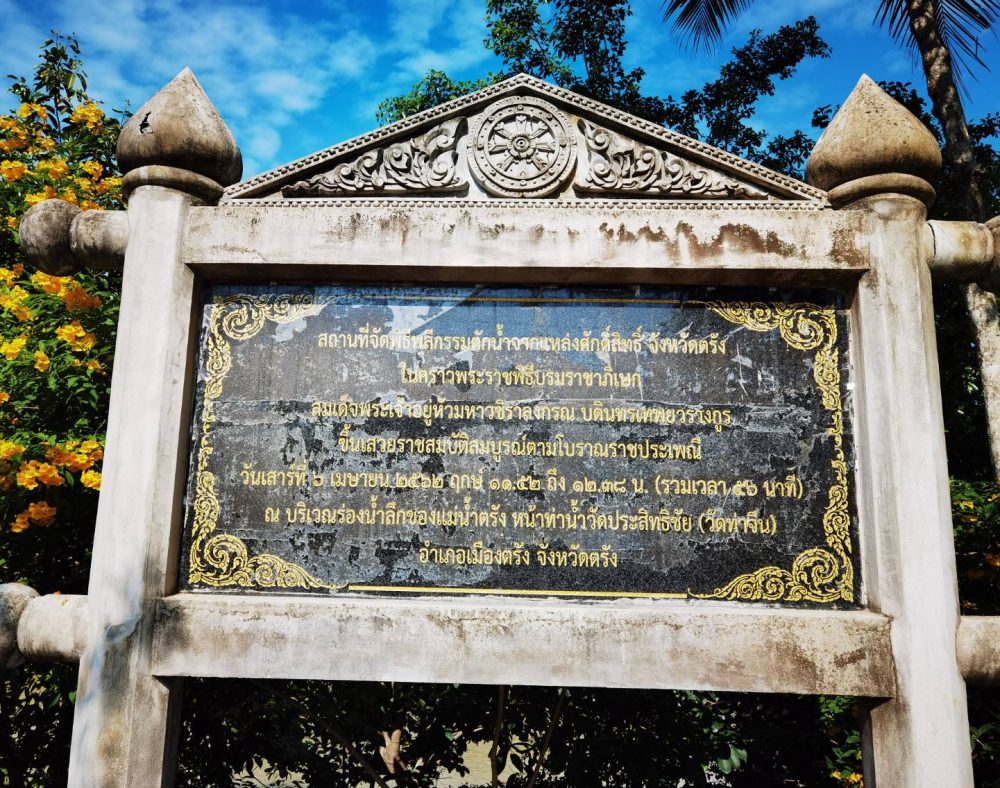 สถานที่จัดพิธีพลีกรรมตักน้ำจากแหล่งศักดิ์สิทธิ์ จังหวัดตรัง
ในคราวพระราชพิธีบรมราชาภิเษก
สมเด็จพระเจ้าอยู่หัวมหาวชิราลงกรณ บดินทรเทพยวรางกูร
ขึ้นเสวยราชสมบัติสมบูรณ์ตามโบราณราชประเพณี
วันเสาร์ที่ ๖ เมษายน ๒๕๖๒ ฤกษ์ ๑๑.๕๒ ถึง ๑๒.๓๘ น. (รวมเวลา ๔๖ นาที)
ณ บริเวณร่องน้ำลึกของแม่น้ำตรัง หน้าท่าน้ำวัดประสิทธิชัย (วัดท่าจีน)
อำเภอเมืองตรัง จังหวัดตรัง